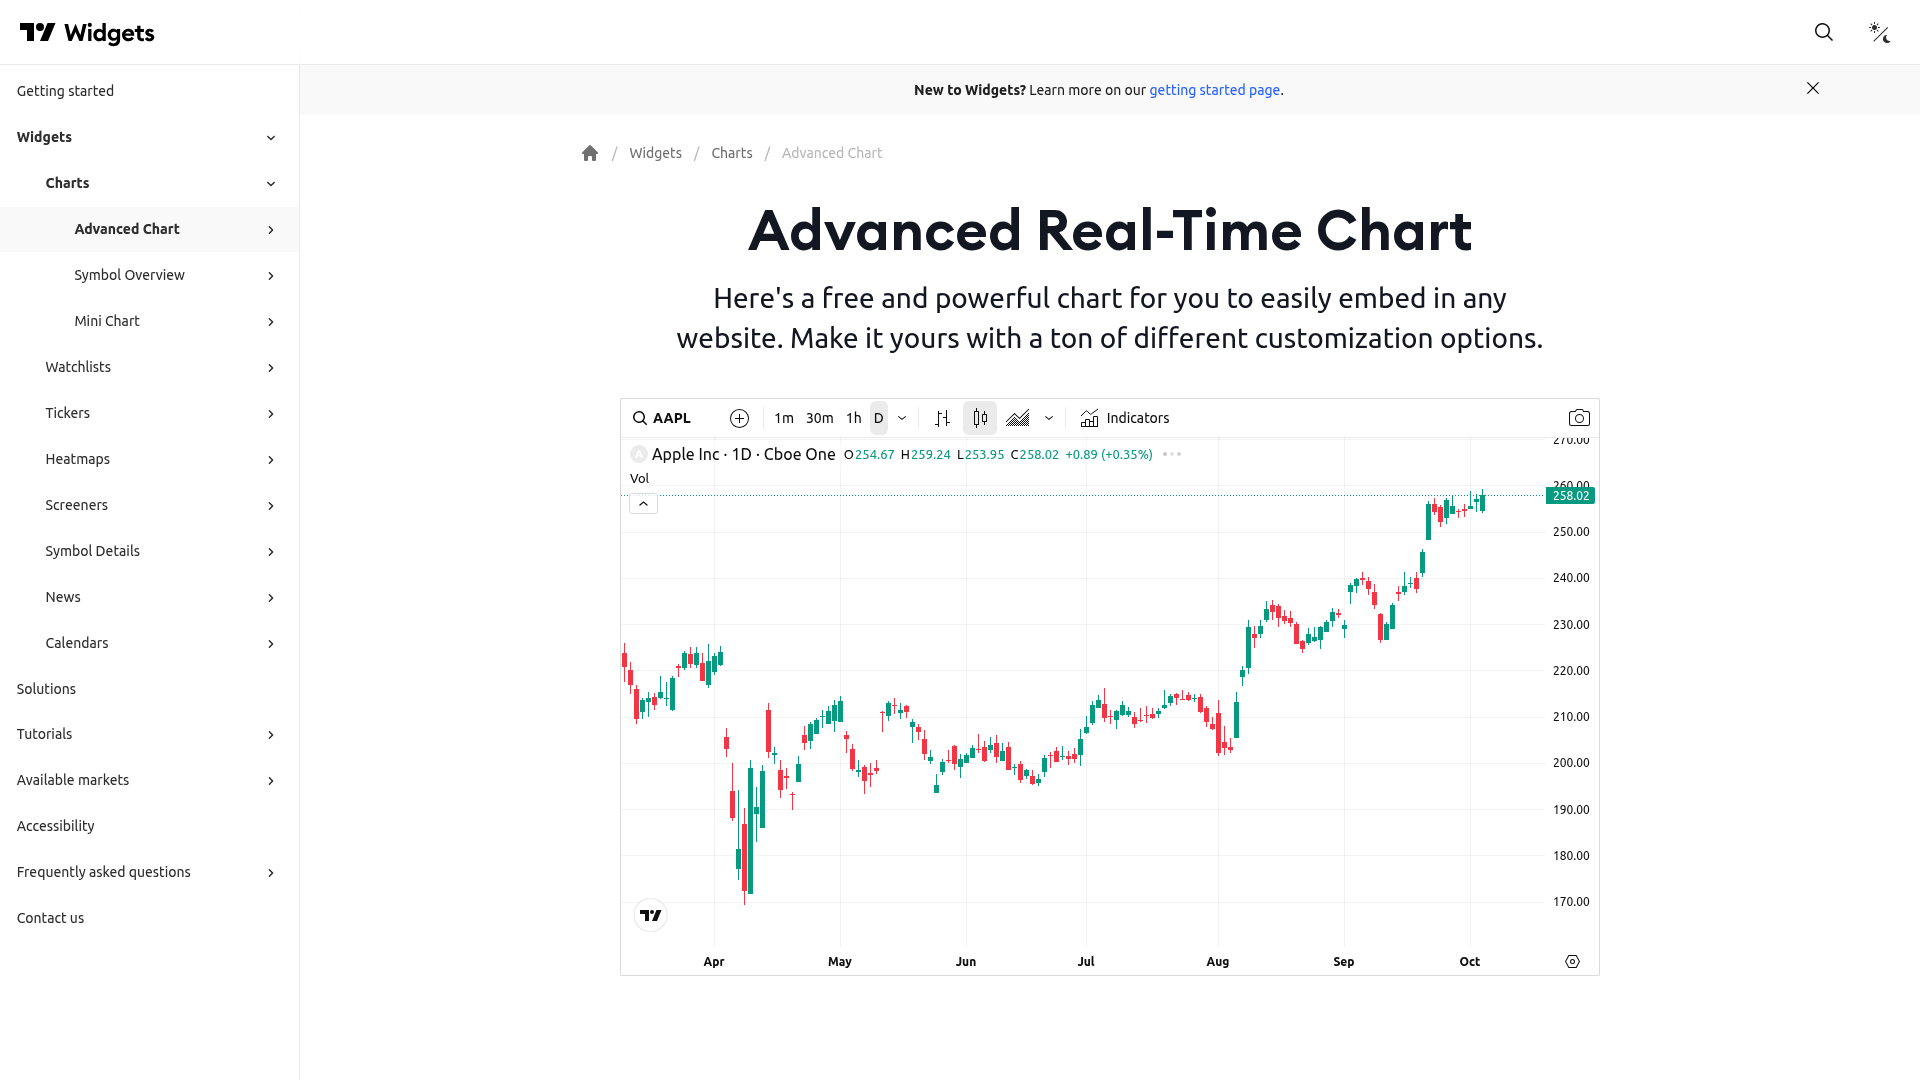 Widgets
Getting started
Widgets
Charts
Advanced Chart
Symbol Overview
Mini Chart
Watchlists
Tickers
Heatmaps
Screeners
Symbol Details
News
Calendars
Solutions
Tutorials
Available markets
Accessibility
Frequently asked questions
Contact us
New to Widgets? Learn more on our getting started page.
/ Widgets / Charts / Advanced Chart
Advanced Real-Time Chart
Here's a free and powerful chart for you to easily embed in any
website. Make it yours with a ton of different customization options.
AAPL 1m 30m 1h D Indicators
A Apple Inc · 1D · Cboe One O254.67 H259.24 L253.95 C258.02 +0.89 (+0.35%)
Vol
270.00
260.00
258.02
250.00
240.00
230.00
220.00
210.00
200.00
190.00
180.00
170.00
Apr May Jun Jul Aug Sep Oct